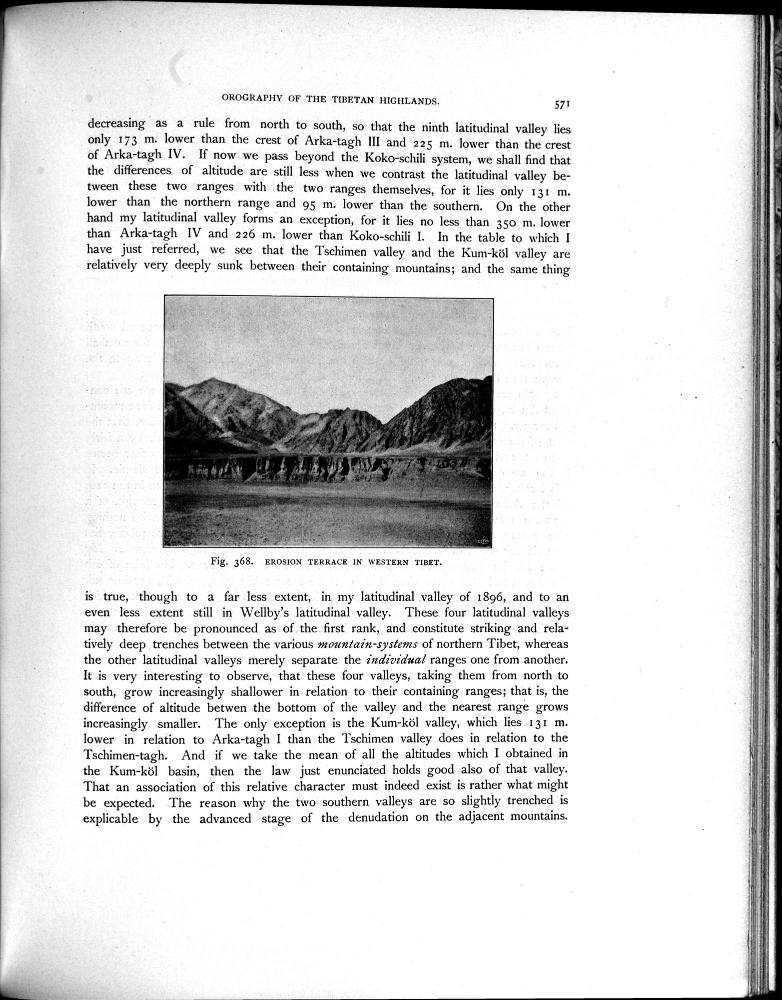 OROGRAPHY OF THE TIBETAN HIGHLANDS.
571
decreasing as a rule from north to south, so that the ninth latitudinal valley lies
only 173 m. lower than the crest of Arka-tagh III and 225 m. lower than the crest
of Arka-tagh IV. If now we pass beyond the Koko-schili system, we shall find that
the differences of altitude are still less when we contrast the latitudinal valley be-
tween these two ranges with the two ranges themselves, for it lies only 131 m.
lower than the northern range and 95 m. lower than the southern. On the other
hand my latitudinal valley forms an exception, for it lies no less than 350 m. lower
than Arka-tagh IV and 226 m. lower than Koko-schili I. In the table to which I
have just referred, we see that the Tschimen valley and the Kum-köl valley are
relatively very deeply sunk between their containing mountains; and the same thing
Fig. 368. EROSION TERRACE IN WESTERN TIBET.
is true, though to a far less extent, in my latitudinal valley of 1896, and to an
even less extent still in Wellby's latitudinal valley. These four latitudinal valleys
may therefore be pronounced as of the first rank, and constitute striking and rela-
tively deep trenches between the various mountain-systems of northern Tibet, whereas
the other latitudinal valleys merely separate the individual ranges one from another.
It is very interesting to observe, that these four valleys, taking them from north to
south, grow increasingly shallower in relation to their containing ranges; that is, the
difference of altitude betwen the bottom of the valley and the nearest range grows
increasingly smaller. The only exception is the Kum-köl valley, which lies 131 m.
lower in relation to Arka-tagh I than the Tschimen valley does in relation to the
Tschimen-tagh. And if we take the mean of all the altitudes which I obtained in
the Kum-köl basin, then the law just enunciated holds good also of that valley.
That an association of this relative character must indeed exist is rather what might
be expected. The reason why the two southern valleys are so slightly trenched is
explicable by the advanced stage of the denudation on the adjacent mountains.